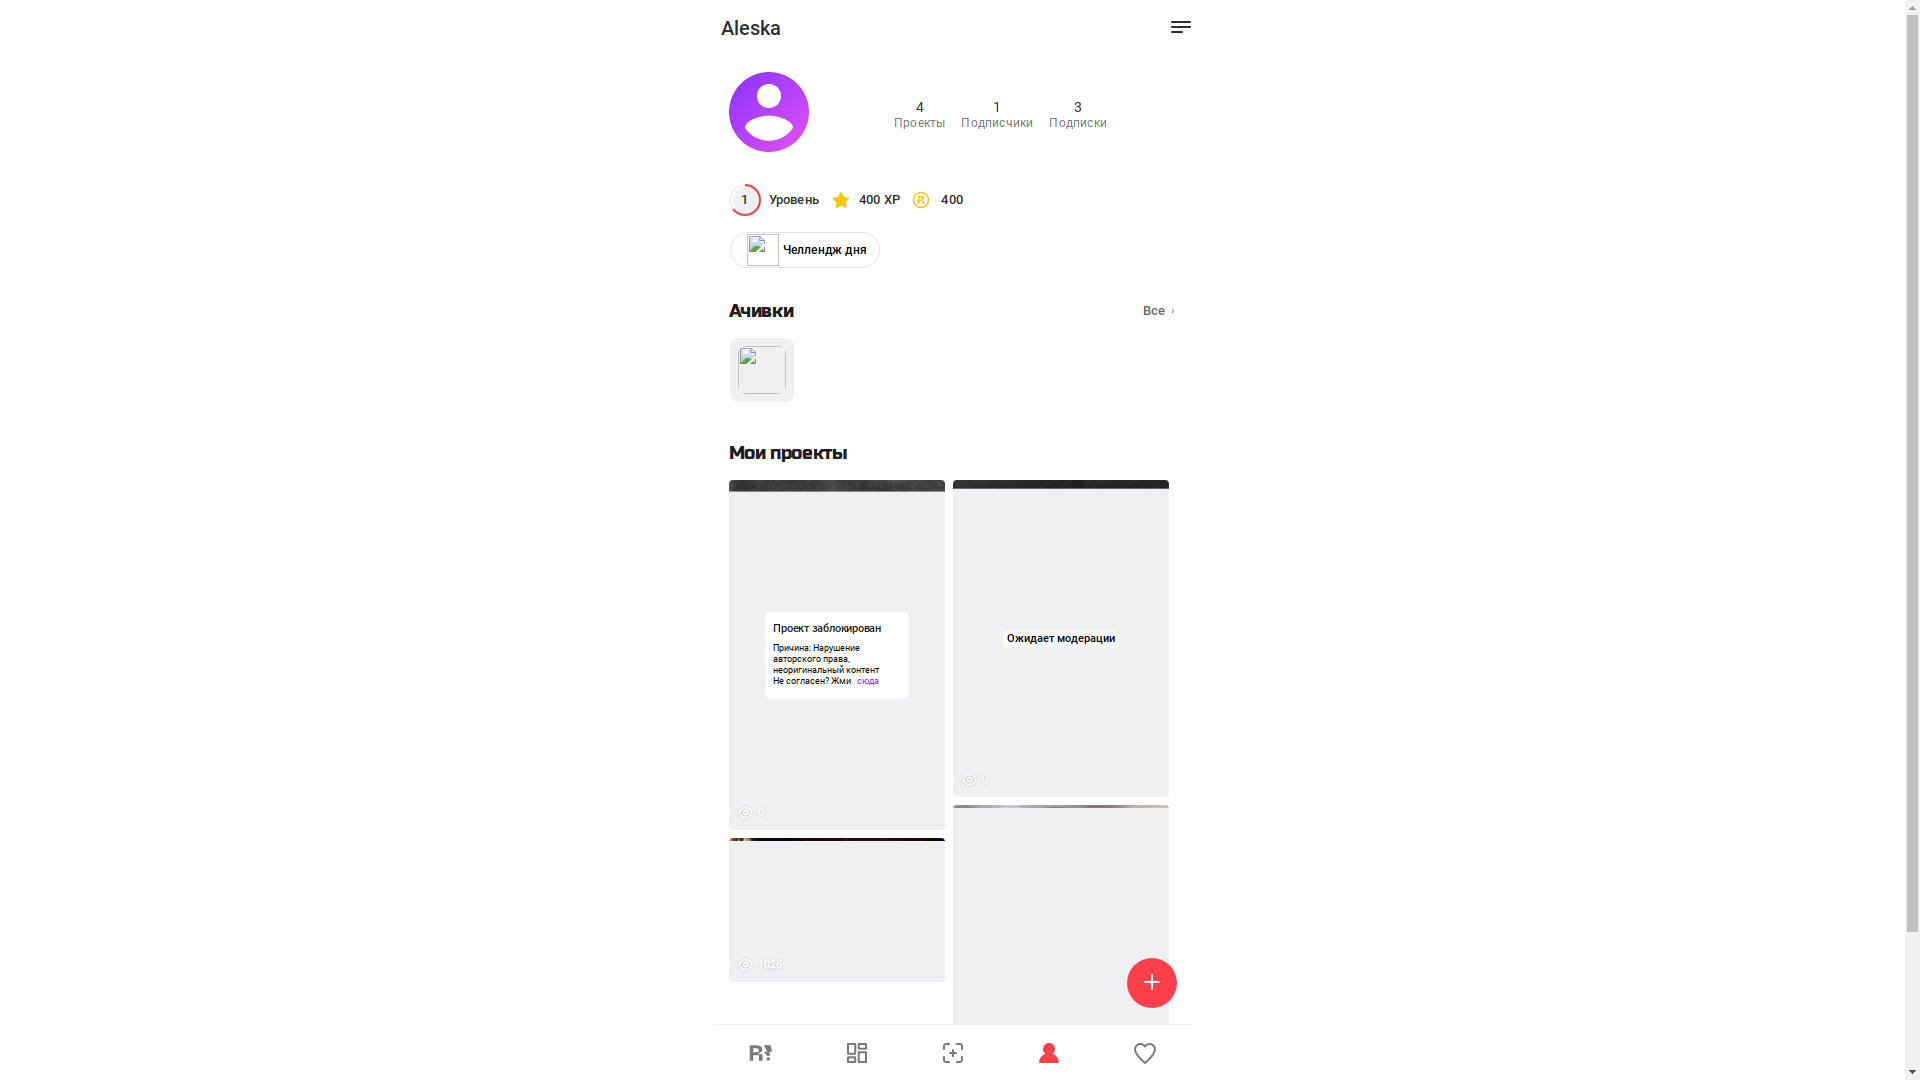 Aleska
4 1 3
Проекты Подписчики Подписки
1 Уровень 400 XP R 400
Челлендж дня
Ачивки Все ›
Мои проекты
Проект заблокирован
Причина: Нарушение
авторского права,
неоригинальный контент
Не согласен? Жми сюда
Ожидает модерации
0
0
1026
R!